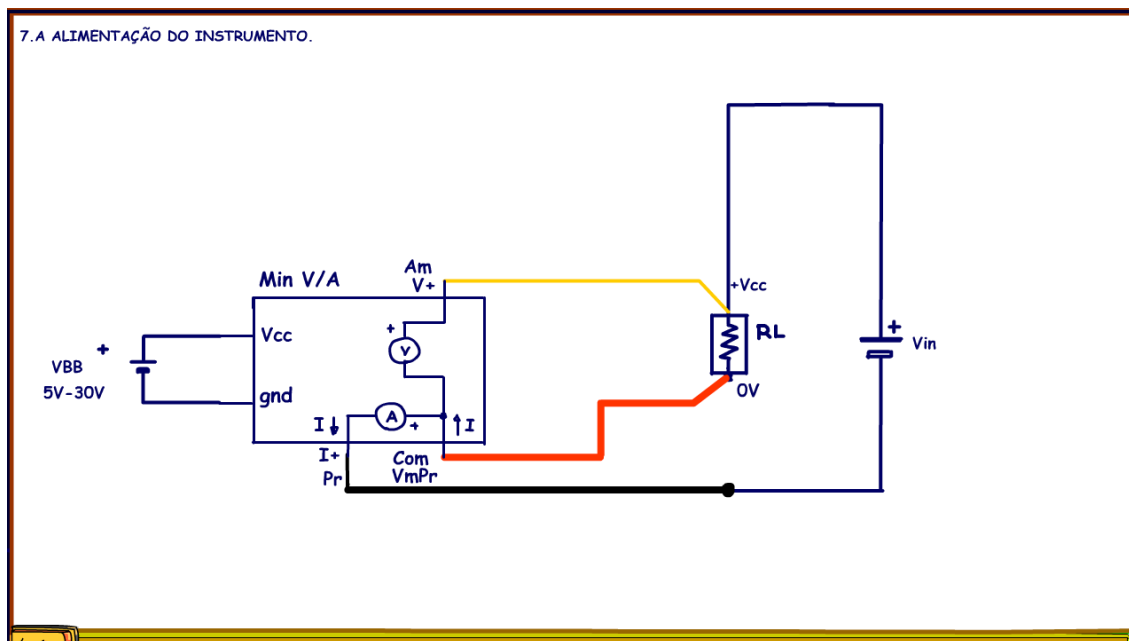 7.A ALIMENTAÇÃO DO INSTRUMENTO.
Min V/A
Am
V+
+Vcc
Vcc
+
V
+
VBB
5V-30V
RL
+
Vin
gnd
0V
I
A
+
I
I+
Pr
Com
VmPr